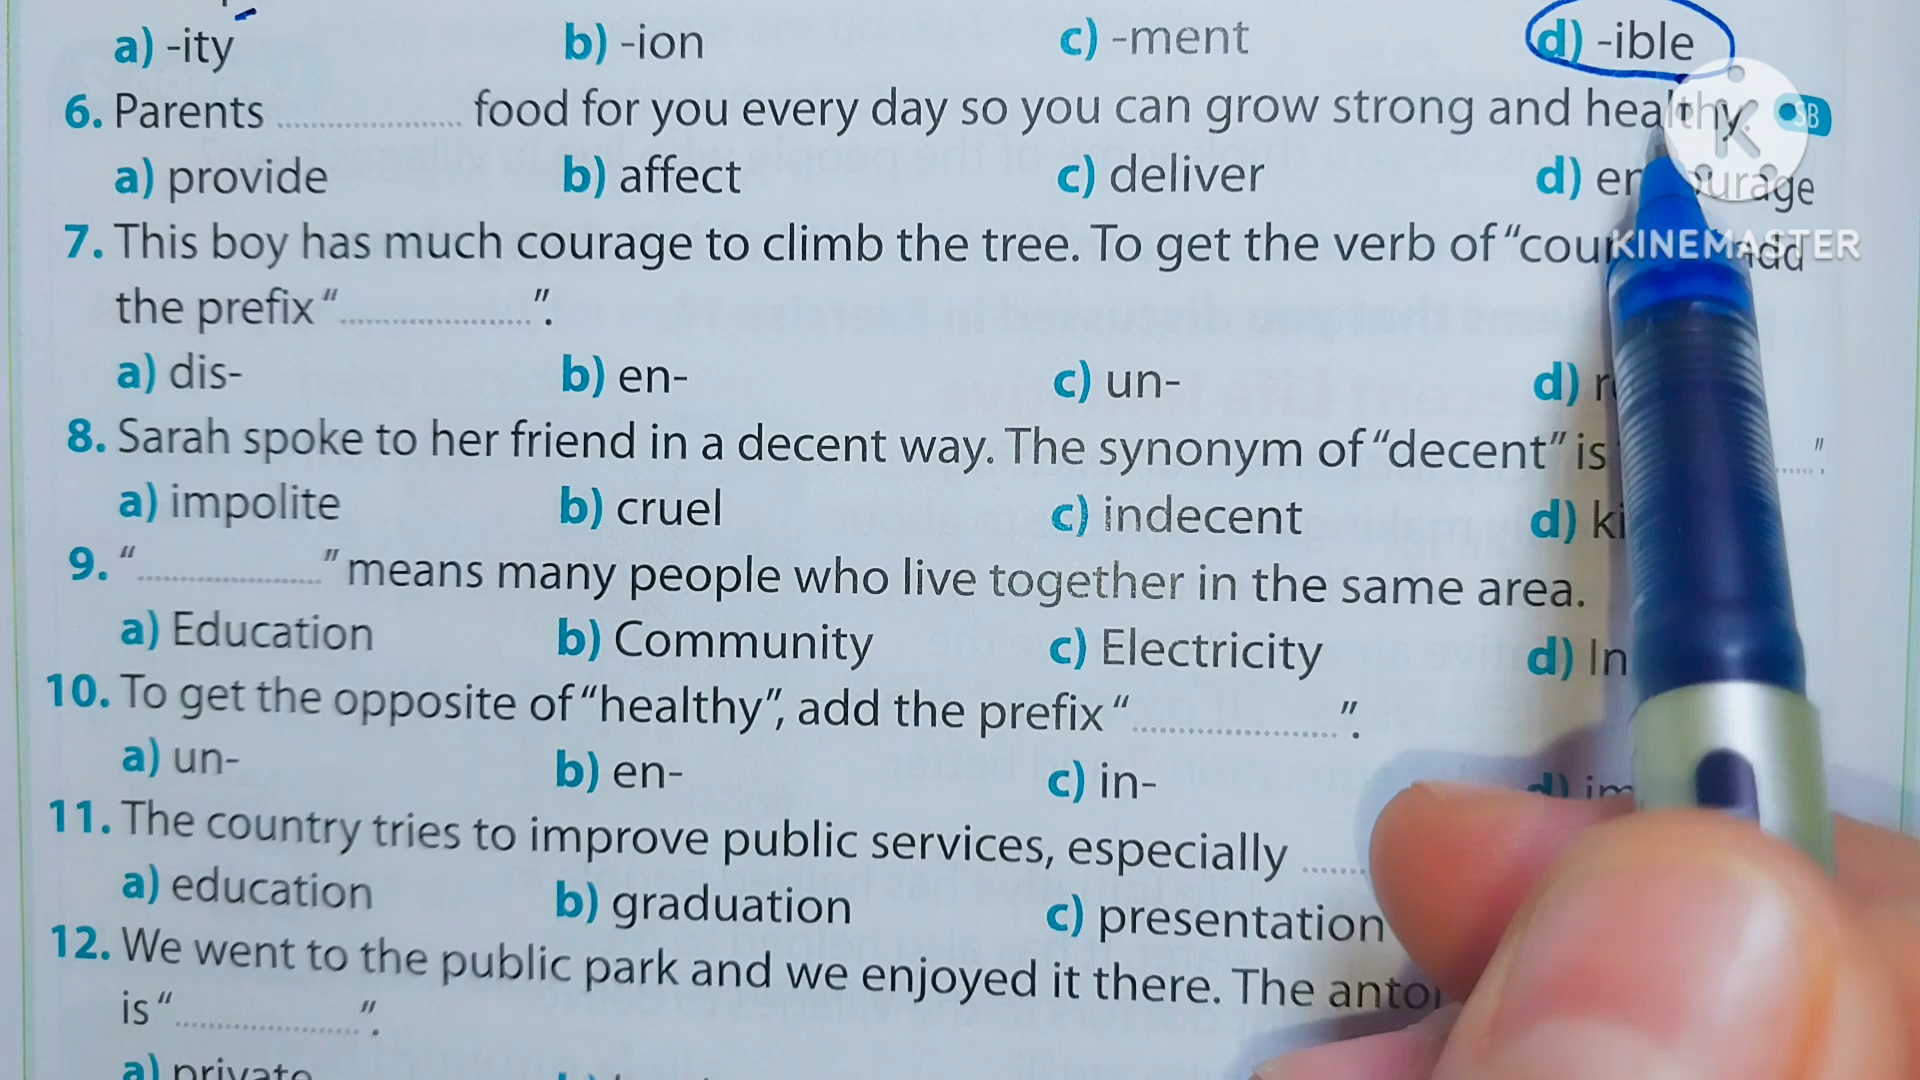 a) -ity b) -ion c) -ment d) -ible
6. Parents .................... food for you every day so you can grow strong and healthy. SB
a) provide b) affect c) deliver d) encourage
7. This boy has much courage to climb the tree. To get the verb of “ add
KINEMASTER
the prefix “ .................... ”.
a) dis- b) en- c) un- d)
8. Sarah spoke to her friend in a decent way. The synonym of “decent” is ”.
a) impolite b) cruel c) indecent d)
9. “ .................... ” means many people who live together in the same area.
a) Education b) Community c) Electricity d)
10. To get the opposite of “healthy”, add the prefix “ .................... ”.
a) un- b) en- c) in- d)
11. The country tries to improve public services, especially ......
a) education b) graduation c) presentation
12. We went to the public park and we enjoyed it there. The
is “ .................... ”.
a) private